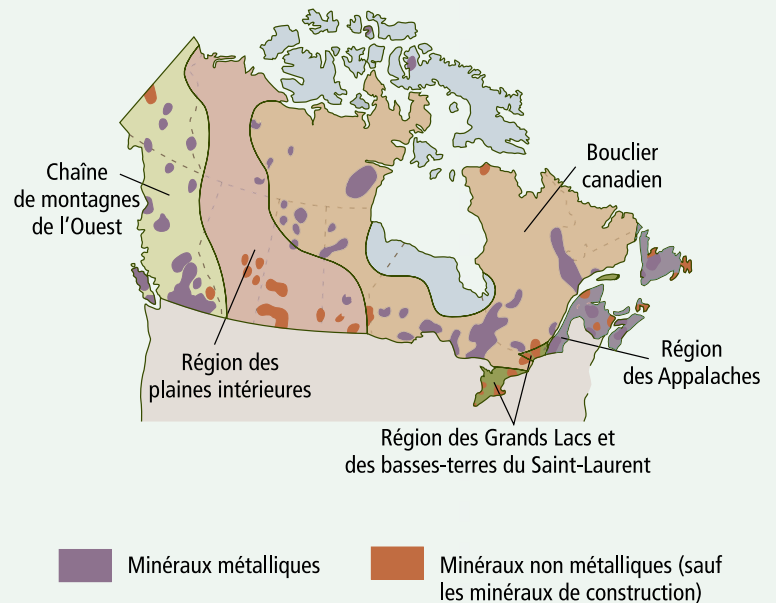 Bouclier
canadien
Chaîne
de montagnes
de l’Ouest
Région des
plaines intérieures
Région
des Appalaches
Région des Grands Lacs et
des basses-terres du Saint-Laurent
Minéraux métalliques
Minéraux non métalliques (sauf
les minéraux de construction)